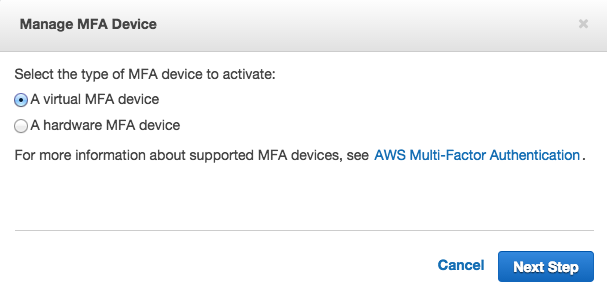 Manage MFA Device
Select the type of MFA device to activate:
A virtual MFA device
A hardware MFA device
For more information about supported MFA devices, see AWS Multi-Factor Authentication.
Cancel Next Step